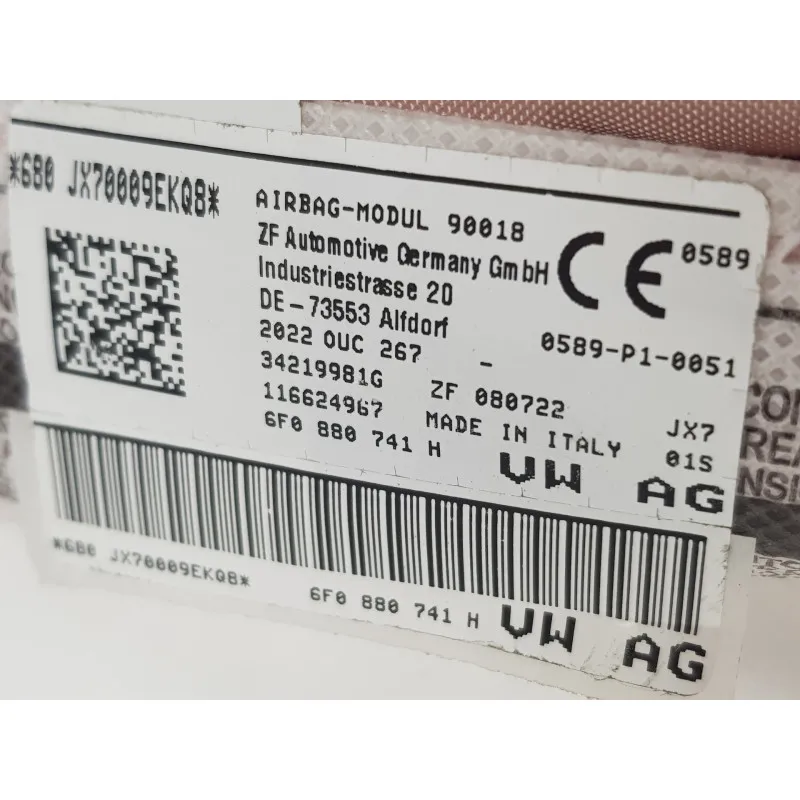 *680 JX70009EKQ8*
AIRBAG-MODUL 90018
ZF Automotive Germany GmbH
Industriestrasse 20
DE-73553 Alfdorf
2022 OUC 267 -
34219981G ZF 080722
116624967 MADE IN ITALY
6F0 880 741 H
CE 0589
0589-P1-0051
JX7
01S
VW AG
*680 JX70009EKQ8*
6F0 880 741 H VW AG